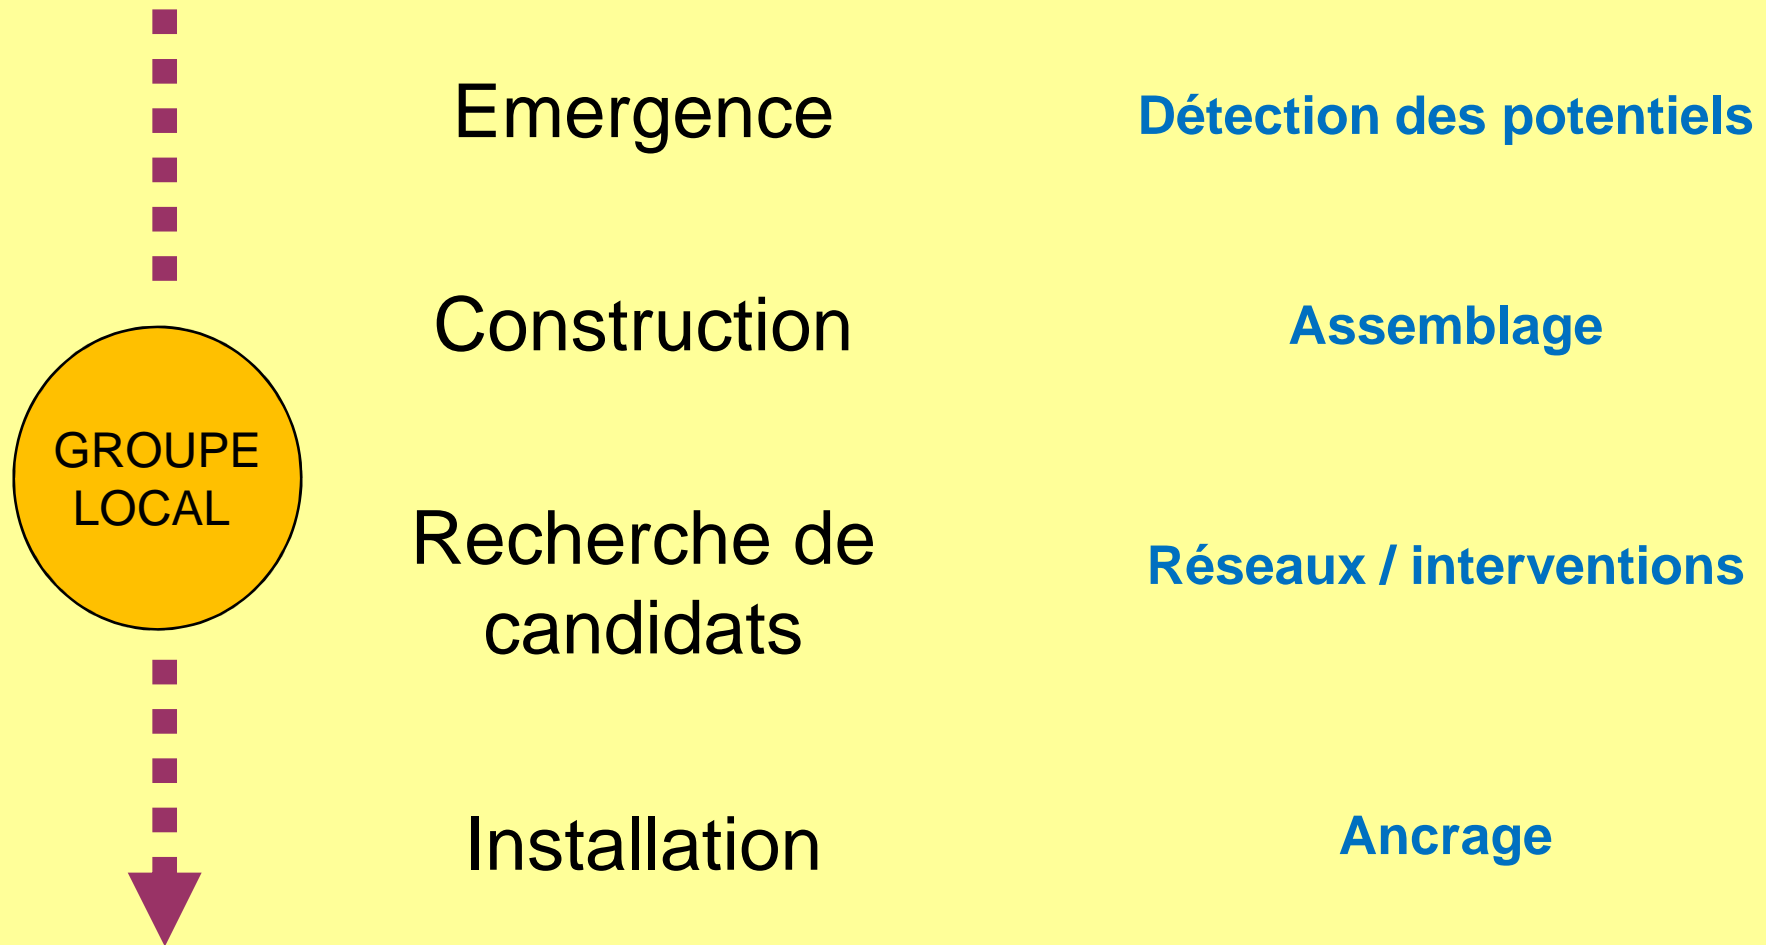 Emergence
Détection des potentiels
Construction
Assemblage
GROUPE
LOCAL
Recherche de
candidats
Réseaux / interventions
Installation
Ancrage